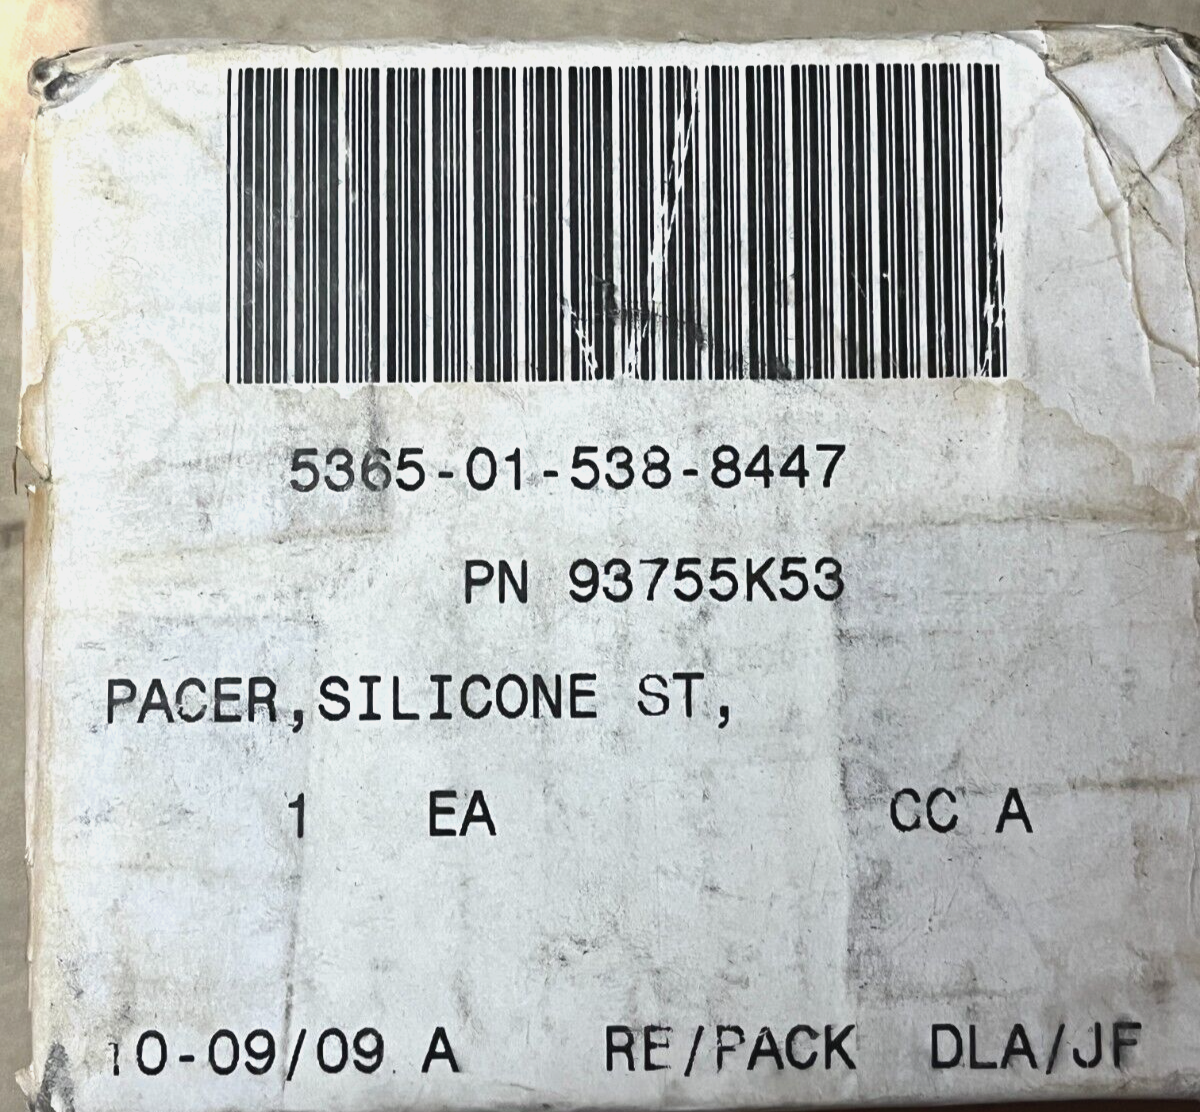 5365-01-538-8447
PN 93755K53
PACER,SILICONE ST,
1 EA CC A
10-09/09 A RE/PACK DLA/JF